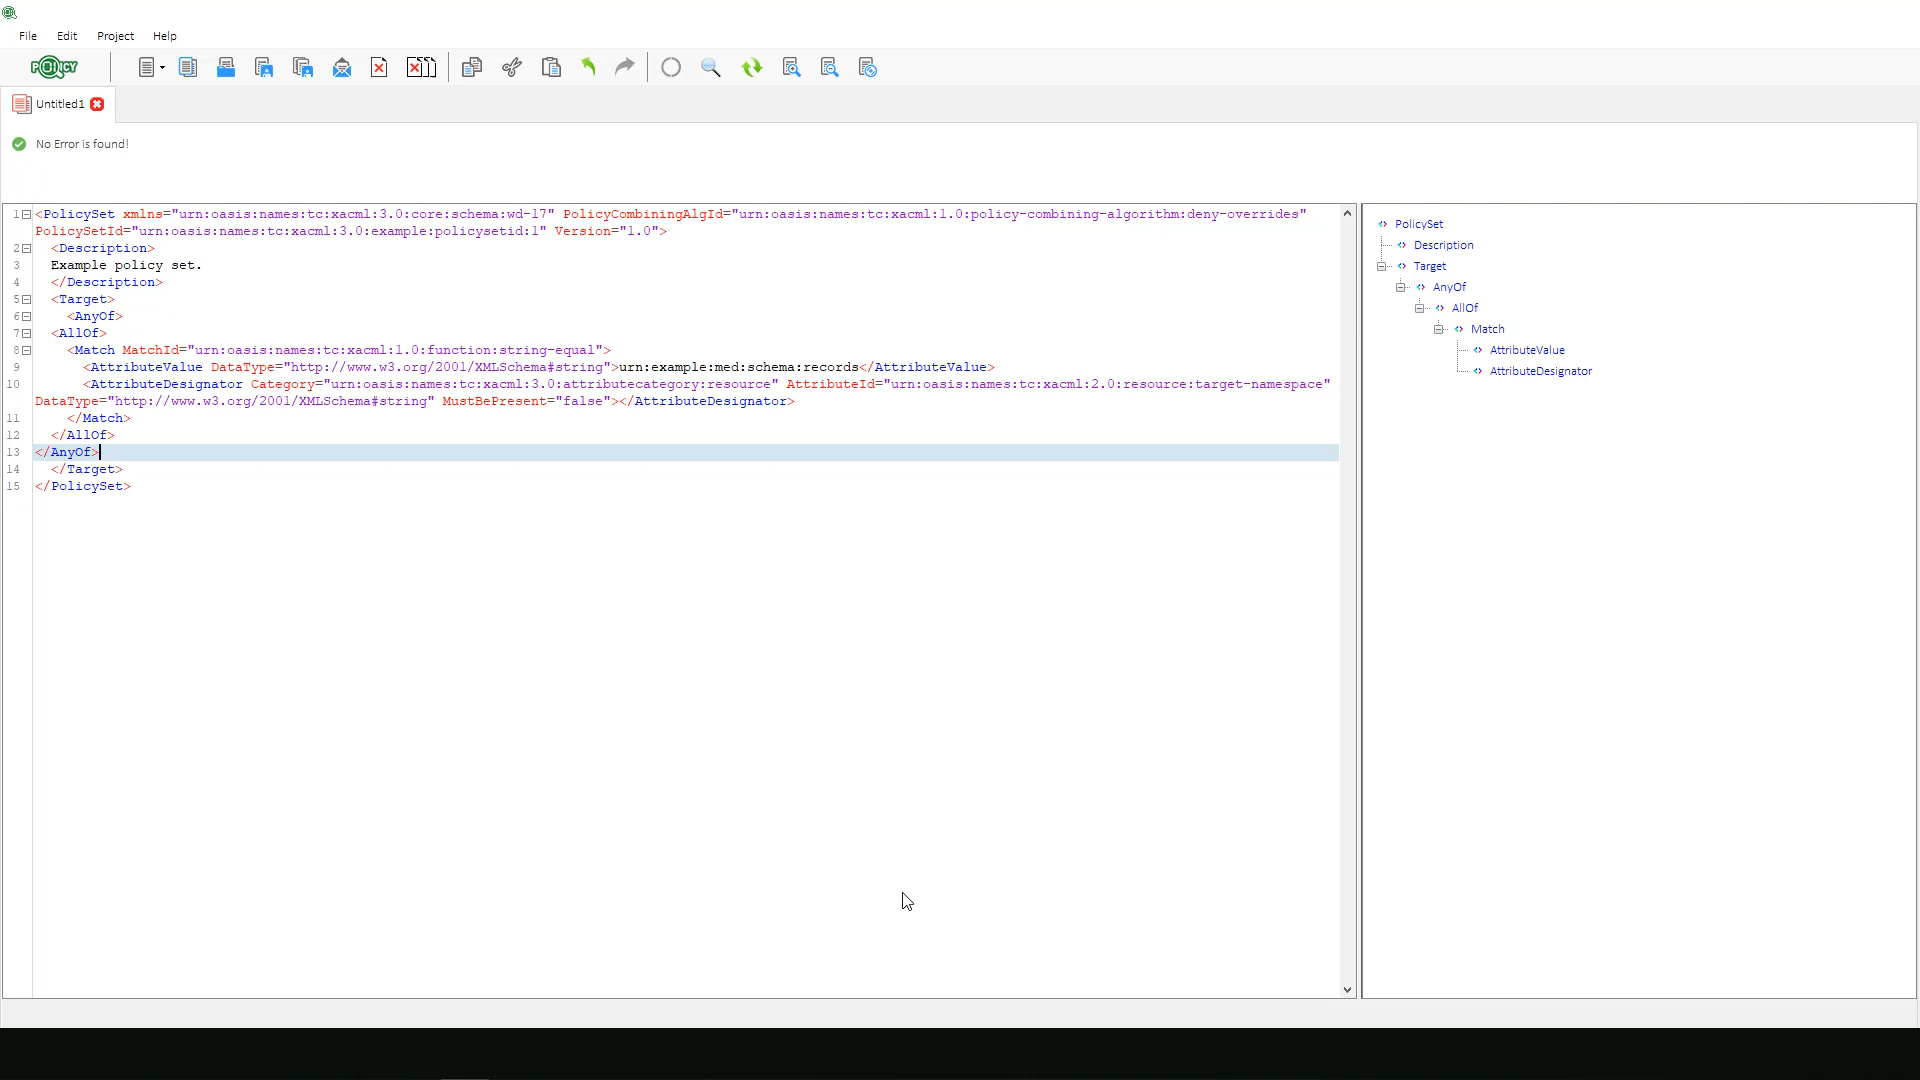 File Edit Project Help
POLICY
Untitled1
No Error is found!
1 <PolicySet xmlns="urn:oasis:names:tc:xacml:3.0:core:schema:wd-17" PolicyCombiningAlgId="urn:oasis:names:tc:xacml:1.0:policy-combining-algorithm:deny-overrides"
PolicySetId="urn:oasis:names:tc:xacml:3.0:example:policysetid:1" Version="1.0">
2 <Description>
3 Example policy set.
4 </Description>
5 <Target>
6 <AnyOf>
7 <AllOf>
8 <Match MatchId="urn:oasis:names:tc:xacml:1.0:function:string-equal">
9 <AttributeValue DataType="http://www.w3.org/2001/XMLSchema#string">urn:example:med:schema:records</AttributeValue>
10 <AttributeDesignator Category="urn:oasis:names:tc:xacml:3.0:attributecategory:resource" AttributeId="urn:oasis:names:tc:xacml:2.0:resource:target-namespace"
DataType="http://www.w3.org/2001/XMLSchema#string" MustBePresent="false"></AttributeDesignator>
11 </Match>
12 </AllOf>
13 </AnyOf>
14 </Target>
15 </PolicySet>
PolicySet
Description
Target
AnyOf
AllOf
Match
AttributeValue
AttributeDesignator